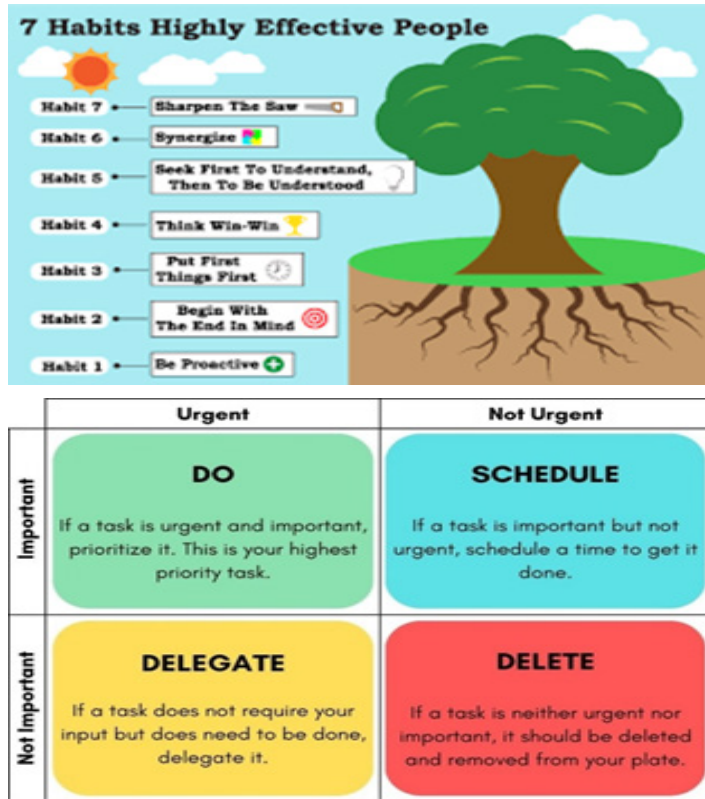 7 Habits Highly Effective People
Habit 7
Sharpen The Saw
Habit 6
Synergize
Habit 5
Seek First To Understand,
Then To Be Understood
Habit 4
Think Win-Win
Habit 3
Put First
Things First
Habit 2
Begin With
The End In Mind
Habit 1
Be Proactive
Urgent
Not Urgent
Important
DO
If a task is urgent and important,
prioritize it. This is your highest
priority task.
SCHEDULE
If a task is important but not
urgent, schedule a time to get it
done.
Not Important
DELEGATE
If a task does not require your
input but does need to be done,
delegate it.
DELETE
If a task is neither urgent nor
important, it should be deleted
and removed from your plate.